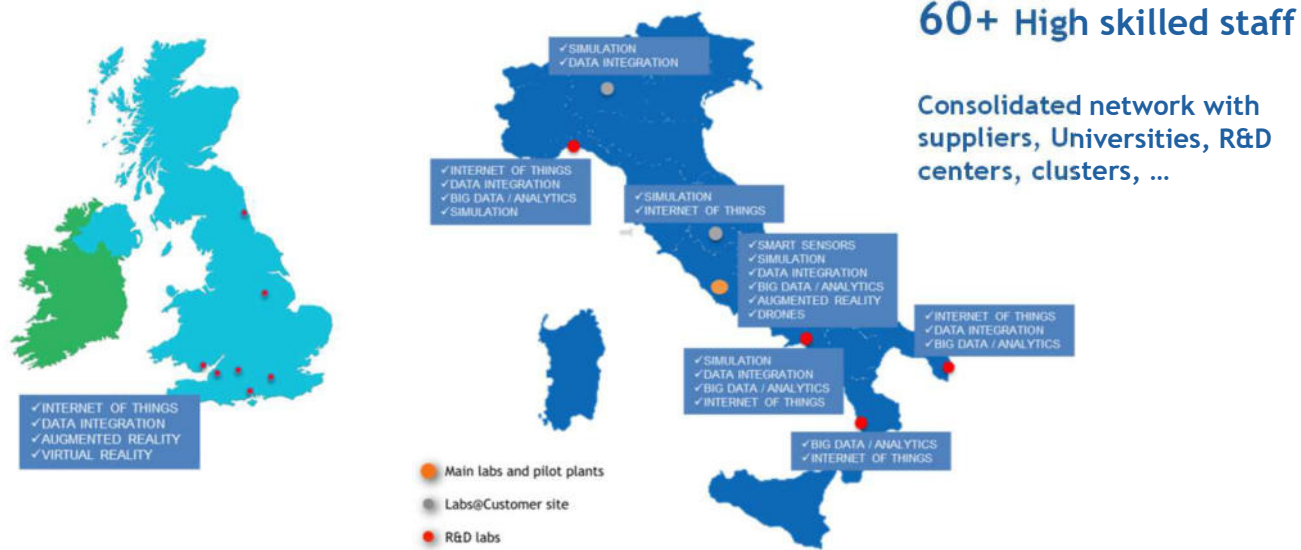 60+ High skilled staff
Consolidated network with
suppliers, Universities, R&D
centers, clusters, …
✓SIMULATION
✓DATA INTEGRATION
✓INTERNET OF THINGS
✓DATA INTEGRATION
✓BIG DATA / ANALYTICS
✓SIMULATION
✓SIMULATION
✓INTERNET OF THINGS
✓SMART SENSORS
✓SIMULATION
✓DATA INTEGRATION
✓BIG DATA / ANALYTICS
✓AUGMENTED REALITY
✓DRONES
✓INTERNET OF THINGS
✓DATA INTEGRATION
✓BIG DATA / ANALYTICS
✓SIMULATION
✓DATA INTEGRATION
✓BIG DATA / ANALYTICS
✓INTERNET OF THINGS
✓INTERNET OF THINGS
✓DATA INTEGRATION
✓AUGMENTED REALITY
✓VIRTUAL REALITY
✓BIG DATA / ANALYTICS
✓INTERNET OF THINGS
Main labs and pilot plants
Labs@Customer site
R&D labs